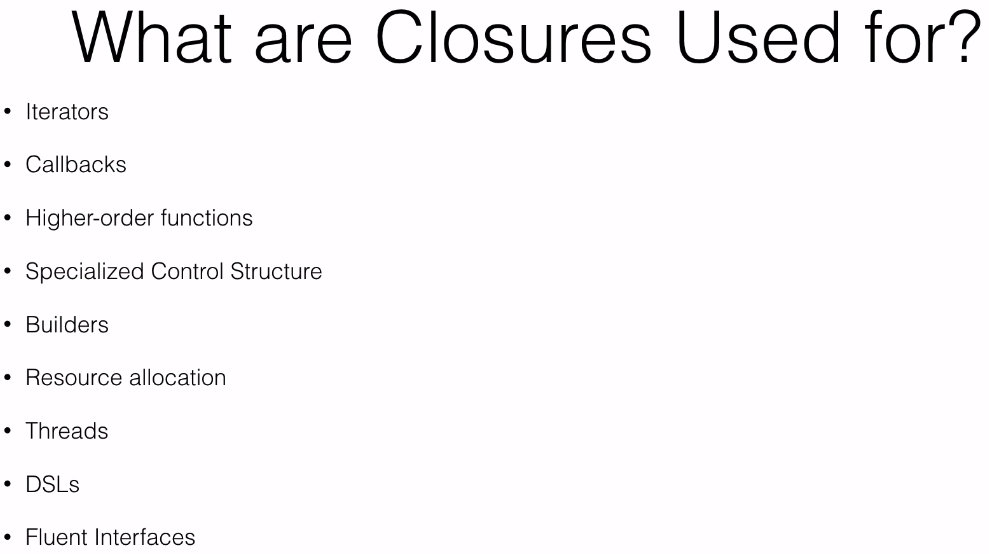 What are Closures Used for?
• Iterators
• Callbacks
• Higher-order functions
• Specialized Control Structure
• Builders
• Resource allocation
• Threads
• DSLs
• Fluent Interfaces